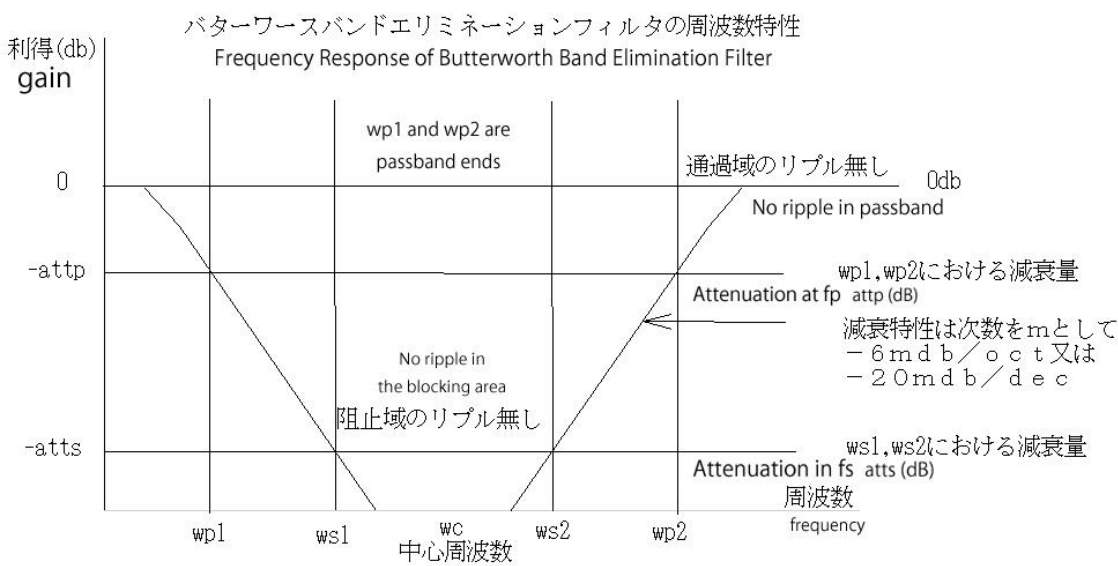 バターワースバンドエリミネーションフィルタの周波数特性
Frequency Response of Butterworth Band Elimination Filter
利得(db)
gain
wp1 and wp2 are
passband ends
通過域のリプル無し
0
0db
No ripple in passband
-attp
wp1,wp2における減衰量
Attenuation at fp attp (dB)
減衰特性は次数をmとして
－６ｍｄｂ／ｏｃｔ又は
－２０ｍｄｂ／ｄｅｃ
No ripple in
the blocking area
阻止域のリプル無し
-atts
ws1,ws2における減衰量
Attenuation in fs atts (dB)
周波数
frequency
wp1
ws1
wc
ws2
wp2
中心周波数